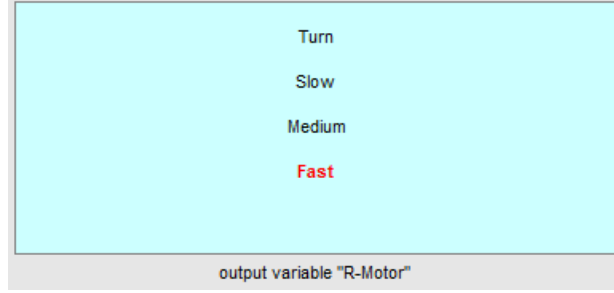 Turn
Slow
Medium
Fast
output variable "R-Motor"